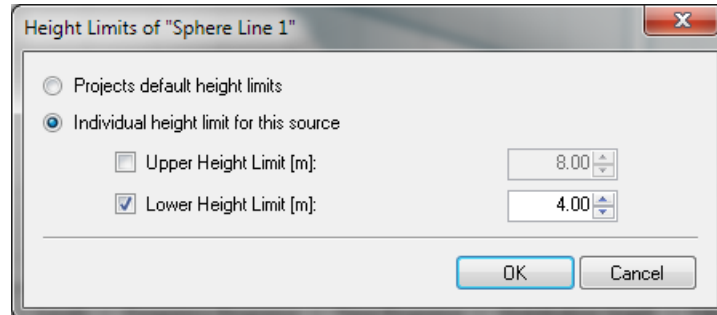 Height Limits of "Sphere Line 1"
Projects default height limits
Individual height limit for this source
Upper Height Limit [m]: 8.00
Lower Height Limit [m]: 4.00
OK Cancel